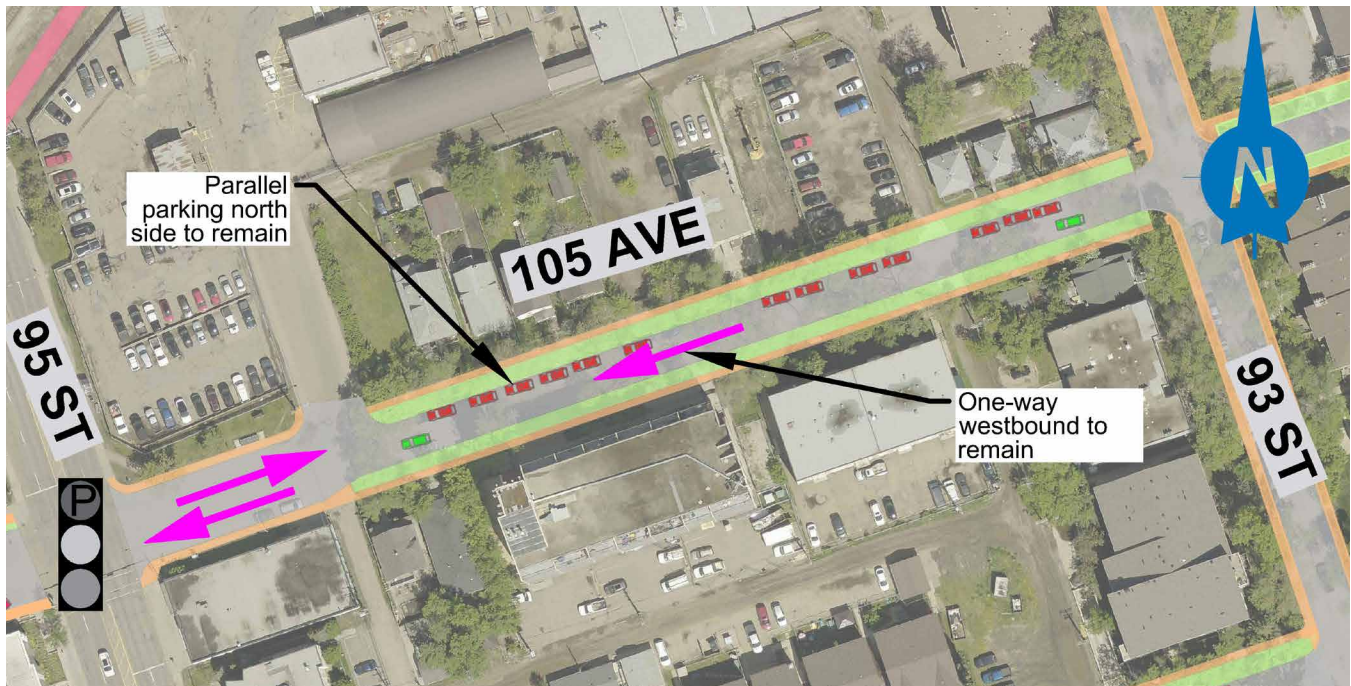 Parallel
parking north
side to remain
105 AVE
N
95 ST
One-way
westbound to
remain
93 ST
P